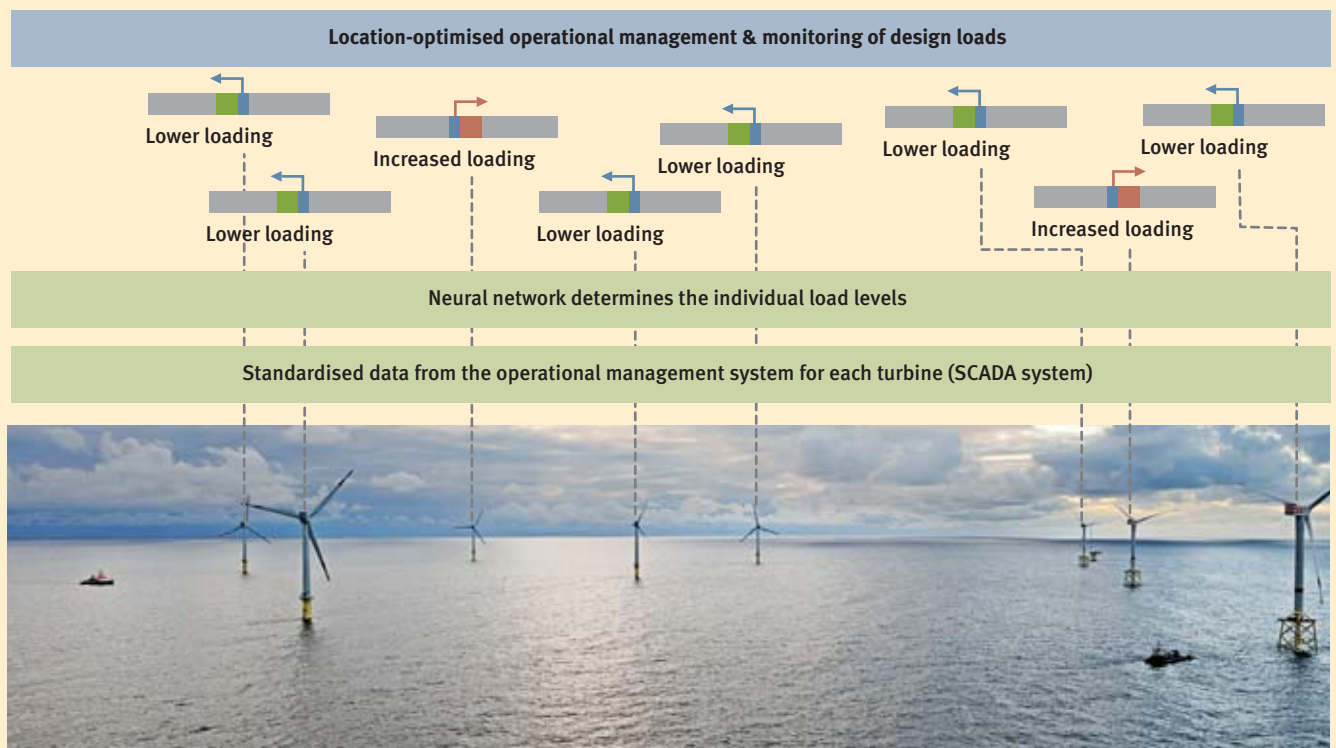 Location-optimised operational management & monitoring of design loads
Lower loading
Increased loading
Lower loading
Lower loading
Lower loading
Lower loading
Lower loading
Increased loading
Neural network determines the individual load levels
Standardised data from the operational management system for each turbine (SCADA system)